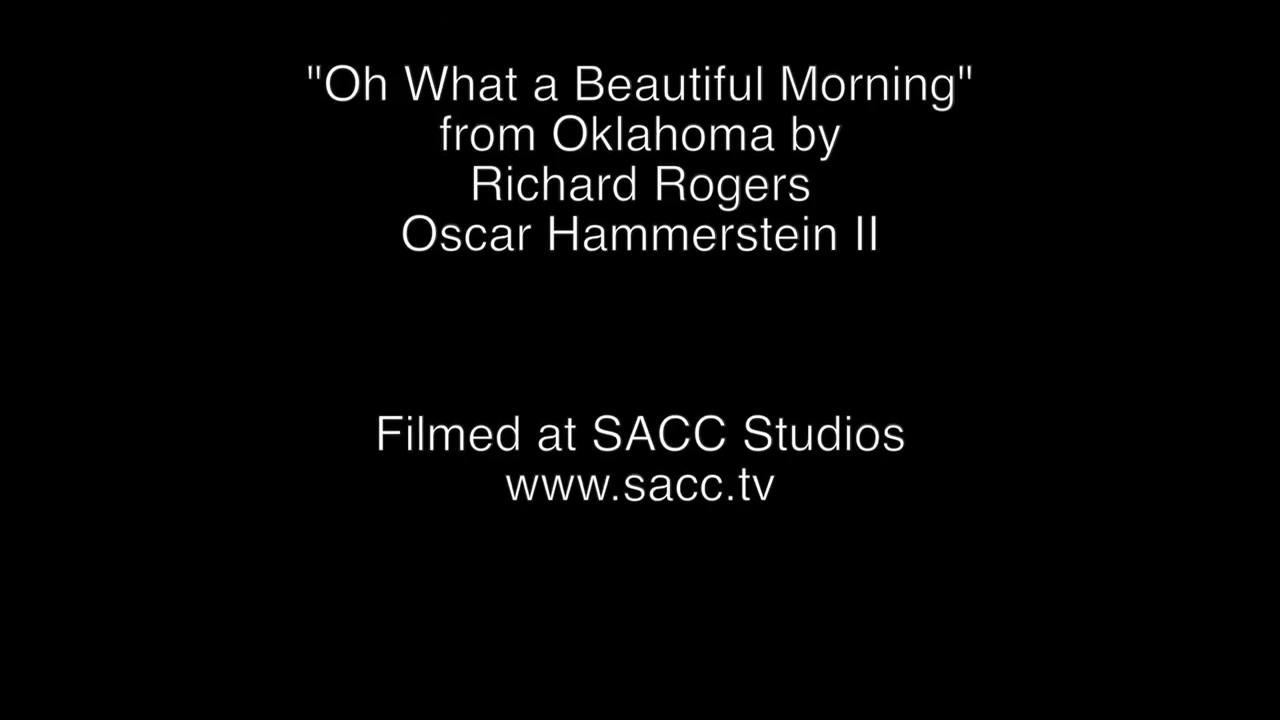 "Oh What a Beautiful Morning"
from Oklahoma by
Richard Rogers
Oscar Hammerstein II
Filmed at SACC Studios
www.sacc.tv